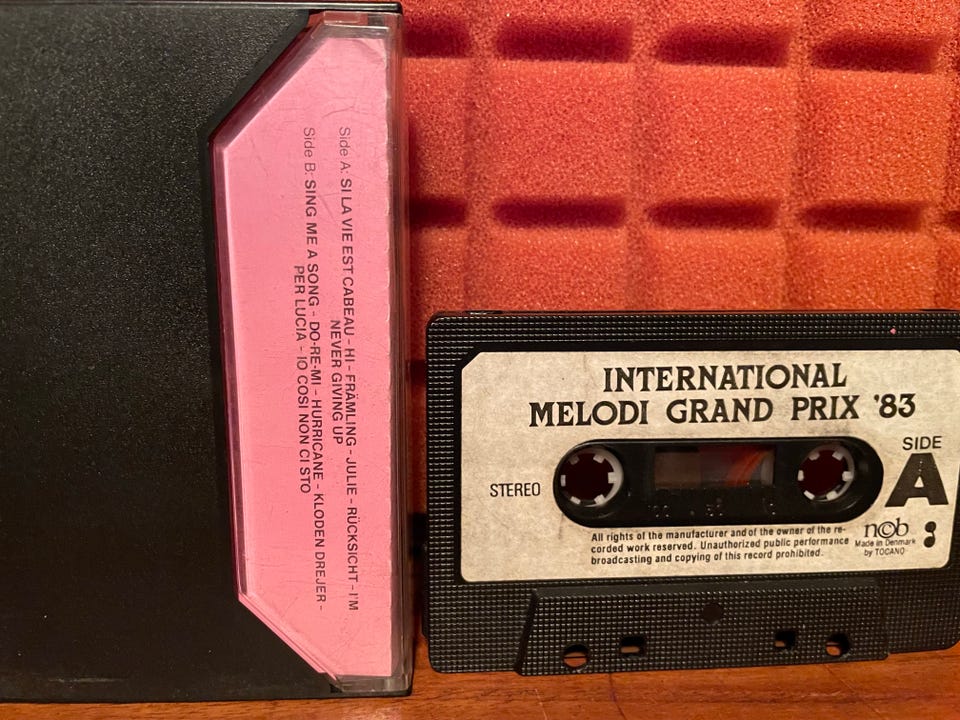 Side A: SI LA VIE EST CABEAU - HI - FRÄMLING - JULIE - RÜCKSICHT - I'M
NEVER GIVING UP
Side B: SING ME A SONG - DO-RE-MI - HURRICANE - KLODEN DREJER -
PER LUCIA - IO COSI NON CI STO
INTERNATIONAL
MELODI GRAND PRIX '83
SIDE
A
STEREO
All rights of the manufacturer and of the owner of the re-
corded work reserved. Unauthorized public performance
broadcasting and copying of this record prohibited.
ncb
Made in Denmark
by TOCANO